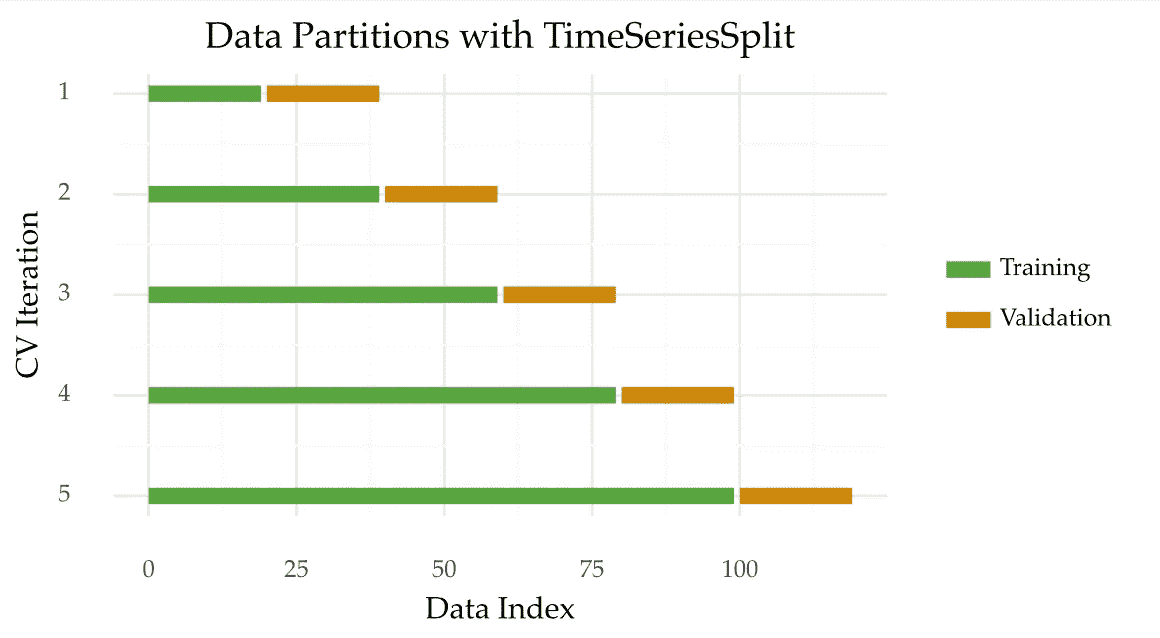 Data Partitions with TimeSeriesSplit
CV Iteration
1
2
3
4
5
0 25 50 75 100
Data Index
Training
Validation